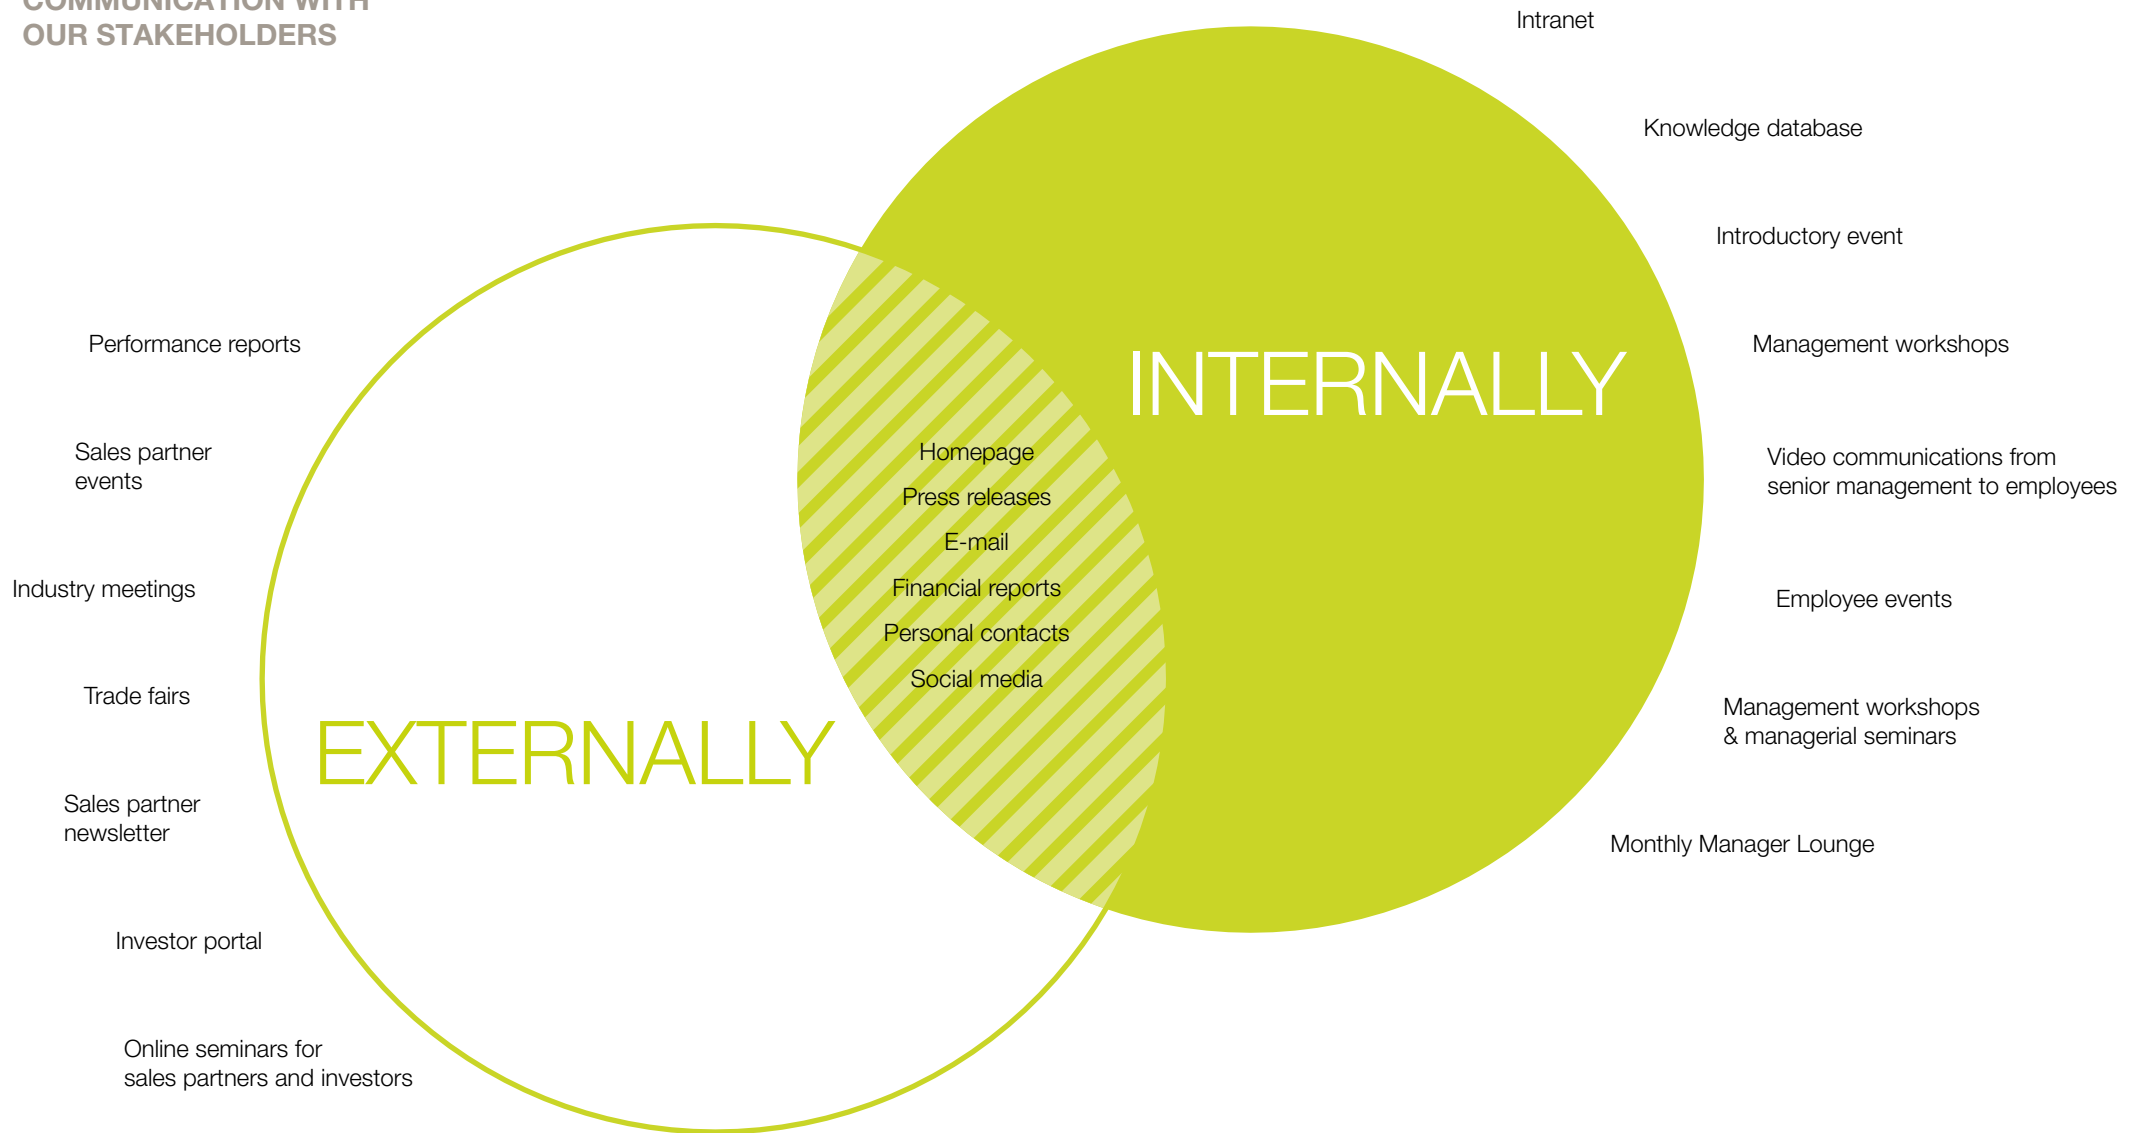 COMMUNICATION WITH
OUR STAKEHOLDERS
Intranet
Knowledge database
Introductory event
Management workshops
Video communications from
senior management to employees
Employee events
Management workshops
& managerial seminars
Monthly Manager Lounge
INTERNALLY
Homepage
Press releases
E-mail
Financial reports
Personal contacts
Social media
EXTERNALLY
Performance reports
Sales partner
events
Industry meetings
Trade fairs
Sales partner
newsletter
Investor portal
Online seminars for
sales partners and investors